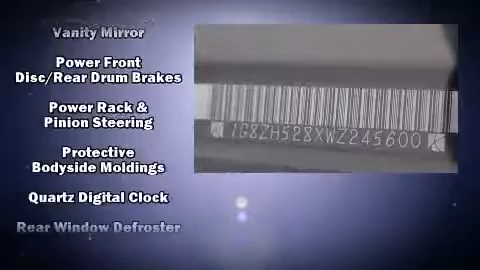 Vanity Mirror
Power Front
Disc/Rear Drum Brakes
Power Rack &
Pinion Steering
Protective
Bodyside Moldings
Quartz Digital Clock
Rear Window Defroster
1G8ZH528XWZ245600